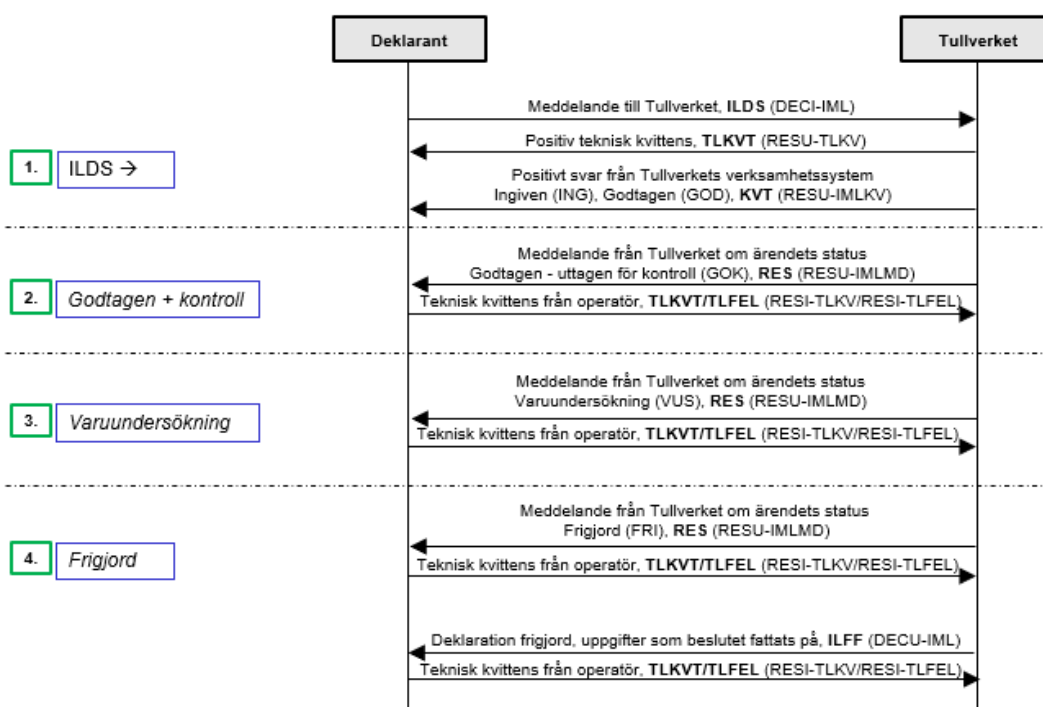 Deklarant
Tullverket
Meddelande till Tullverket, ILDS (DECI-IML)
Positiv teknisk kvittens, TLKVT (RESU-TLKV)
1.
ILDS →
Positivt svar från Tullverkets verksamhetssystem
Ingiven (ING), Godtagen (GOD), KVT (RESU-IMLKV)
Meddelande från Tullverket om ärendets status
Godtagen - uttagen för kontroll (GOK), RES (RESU-IMLMD)
2.
Godtagen + kontroll
Teknisk kvittens från operatör, TLKVT/TLFEL (RESI-TLKV/RESI-TLFEL)
Meddelande från Tullverket om ärendets status
Varuundersökning (VUS), RES (RESU-IMLMD)
3.
Varuundersökning
Teknisk kvittens från operatör, TLKVT/TLFEL (RESI-TLKV/RESI-TLFEL)
Meddelande från Tullverket om ärendets status
Frigjord (FRI), RES (RESU-IMLMD)
4.
Frigjord
Teknisk kvittens från operatör, TLKVT/TLFEL (RESI-TLKV/RESI-TLFEL)
Deklaration frigjord, uppgifter som beslutet fattats på, ILFF (DECU-IML)
Teknisk kvittens från operatör, TLKVT/TLFEL (RESI-TLKV/RESI-TLFEL)